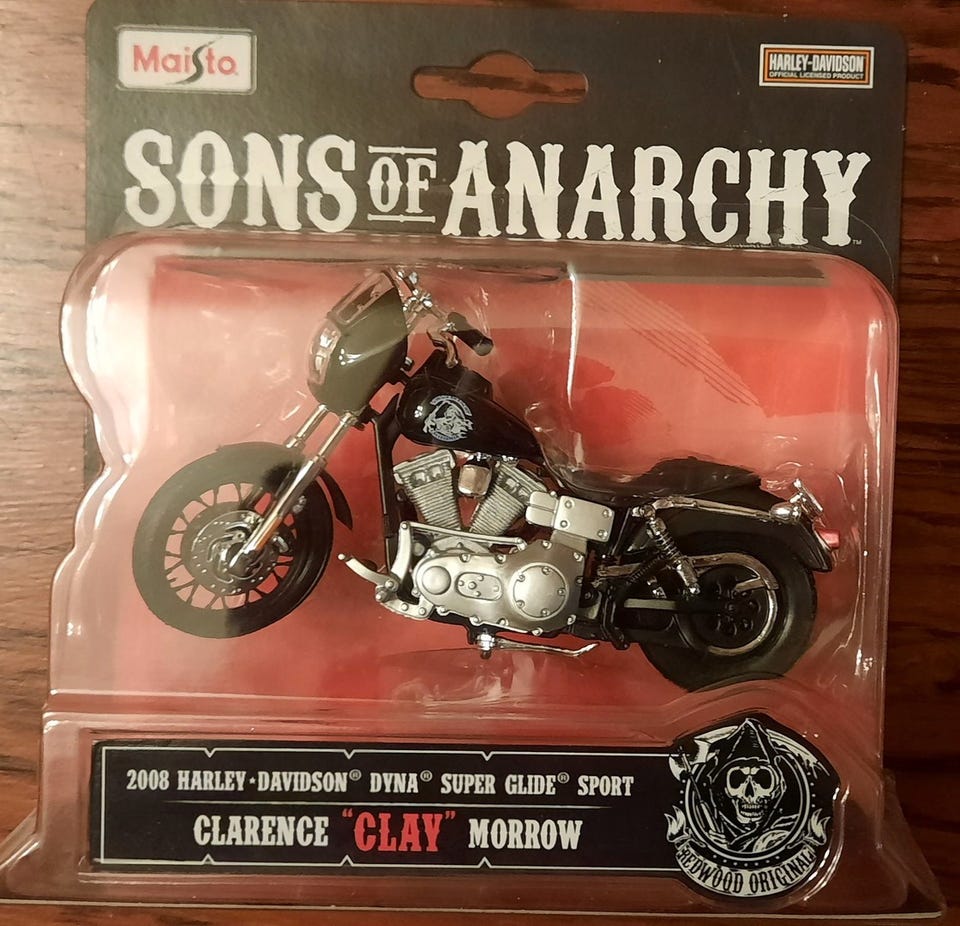 Maisto
HARLEY-DAVIDSON
OFFICIAL LICENSED PRODUCT
SONS OF ANARCHY™
2008 HARLEY-DAVIDSON® DYNA® SUPER GLIDE® SPORT
CLARENCE "CLAY" MORROW
REDWOOD ORIGINAL